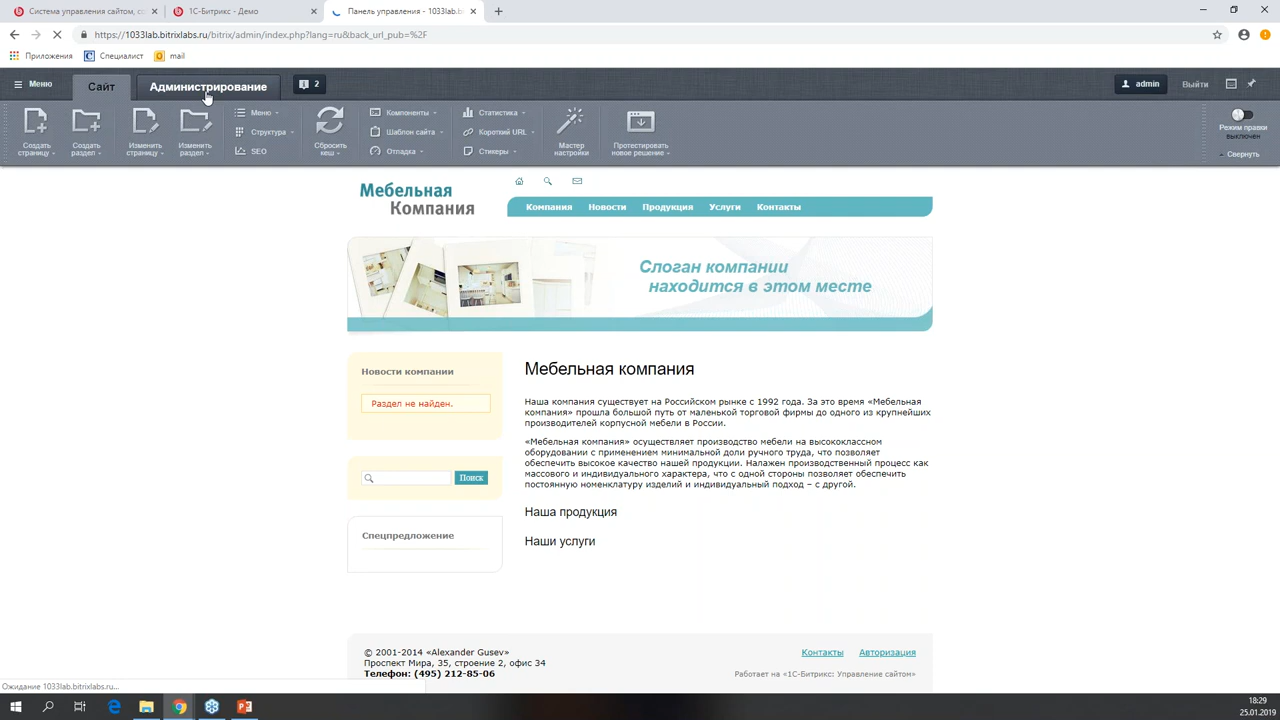 Система управления сайтом, со
1С-Битрикс - Демо
Панель управления - 1033lab.b
https://1033lab.bitrixlabs.ru/bitrix/admin/index.php?lang=ru&back_url_pub=%2F
Приложения
Специалист
mail
Меню
Сайт
Администрирование
2
admin
Выйти
Создать страницу
Создать раздел
Изменить страницу
Изменить раздел
Меню
Структура
SEO
Сбросить кеш
Компоненты
Шаблон сайта
Отладка
Статистика
Короткий URL
Стикеры
Мастер настройки
Протестировать новое решение
Режим правки
выключен
Свернуть
Мебельная
Компания
Компания Новости Продукция Услуги Контакты
Слоган компании
находится в этом месте
Новости компании
Раздел не найден.
Поиск
Спецпредложение
Мебельная компания
Наша компания существует на Российском рынке с 1992 года. За это время «Мебельная
компания» прошла большой путь от маленькой торговой фирмы до одного из крупнейших
производителей корпусной мебели в России.
«Мебельная компания» осуществляет производство мебели на высококлассном
оборудовании с применением минимальной доли ручного труда, что позволяет
обеспечить высокое качество нашей продукции. Налажен производственный процесс как
массового и индивидуального характера, что с одной стороны позволяет обеспечить
постоянную номенклатуру изделий и индивидуальный подход – с другой.
Наша продукция
Наши услуги
© 2001-2014 «Alexander Gusev»
Проспект Мира, 35, строение 2, офис 34
Телефон: (495) 212-85-06
Контакты Авторизация
Работает на «1С-Битрикс: Управление сайтом»
Ожидание 1033lab.bitrixlabs.ru...
18:29
25.01.2019